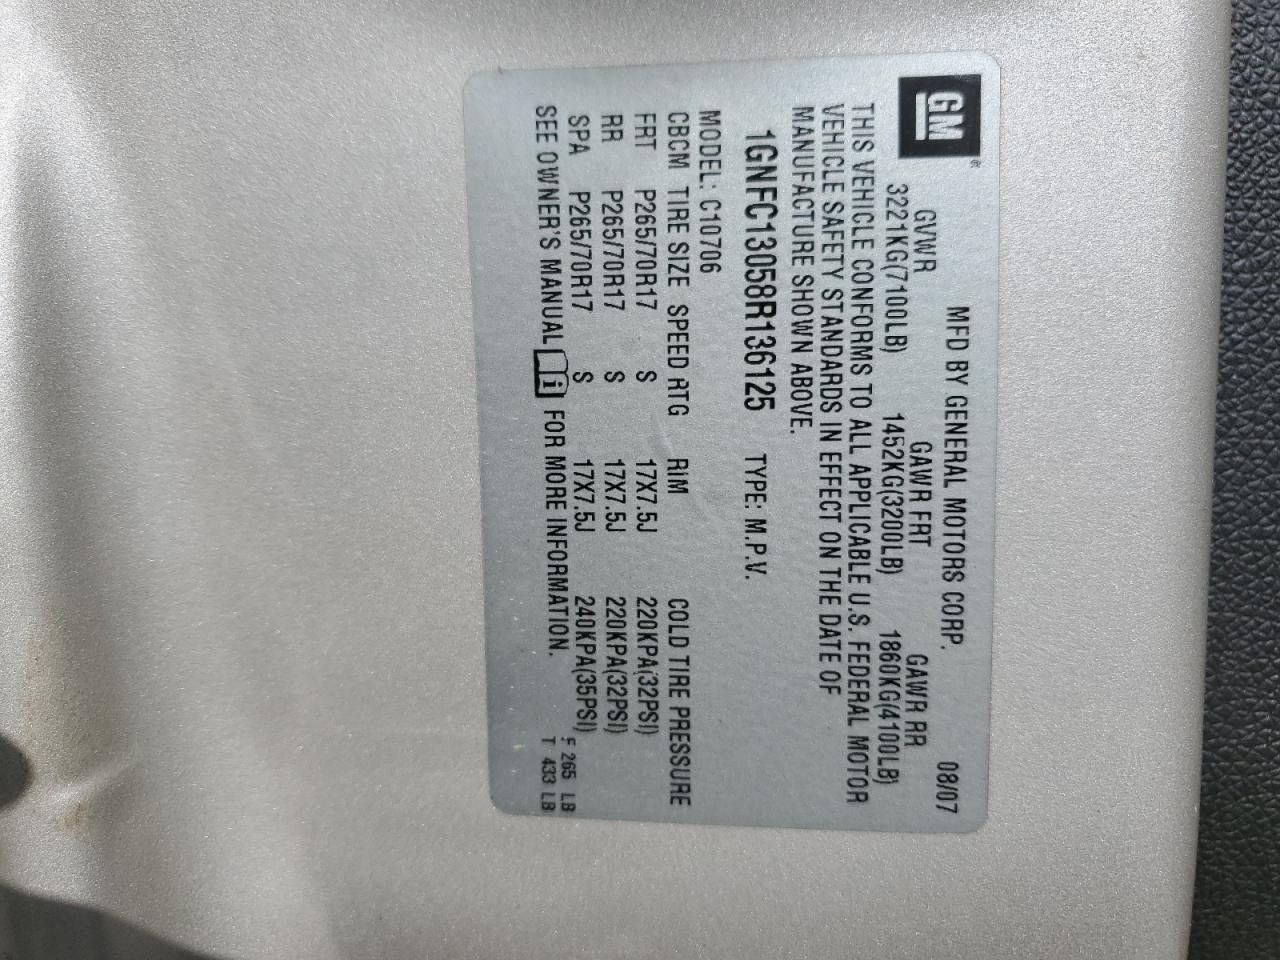 GM
MFD BY GENERAL MOTORS CORP. 08/07
GVWR GAWR FRT GAWR RR
3221KG(7100LB) 1452KG(3200LB) 1860KG(4100LB)
THIS VEHICLE CONFORMS TO ALL APPLICABLE U.S. FEDERAL MOTOR
VEHICLE SAFETY STANDARDS IN EFFECT ON THE DATE OF
MANUFACTURE SHOWN ABOVE.
1GNFC13058R136125 TYPE: M.P.V.
MODEL: C10706
CBCM TIRE SIZE SPEED RTG RIM COLD TIRE PRESSURE
FRT P265/70R17 S 17X7.5J 220KPA(32PSI)
RR P265/70R17 S 17X7.5J 220KPA(32PSI)
SPA P265/70R17 S 17X7.5J 240KPA(35PSI)
SEE OWNER'S MANUAL i FOR MORE INFORMATION.
F 265 LB
T 433 LB